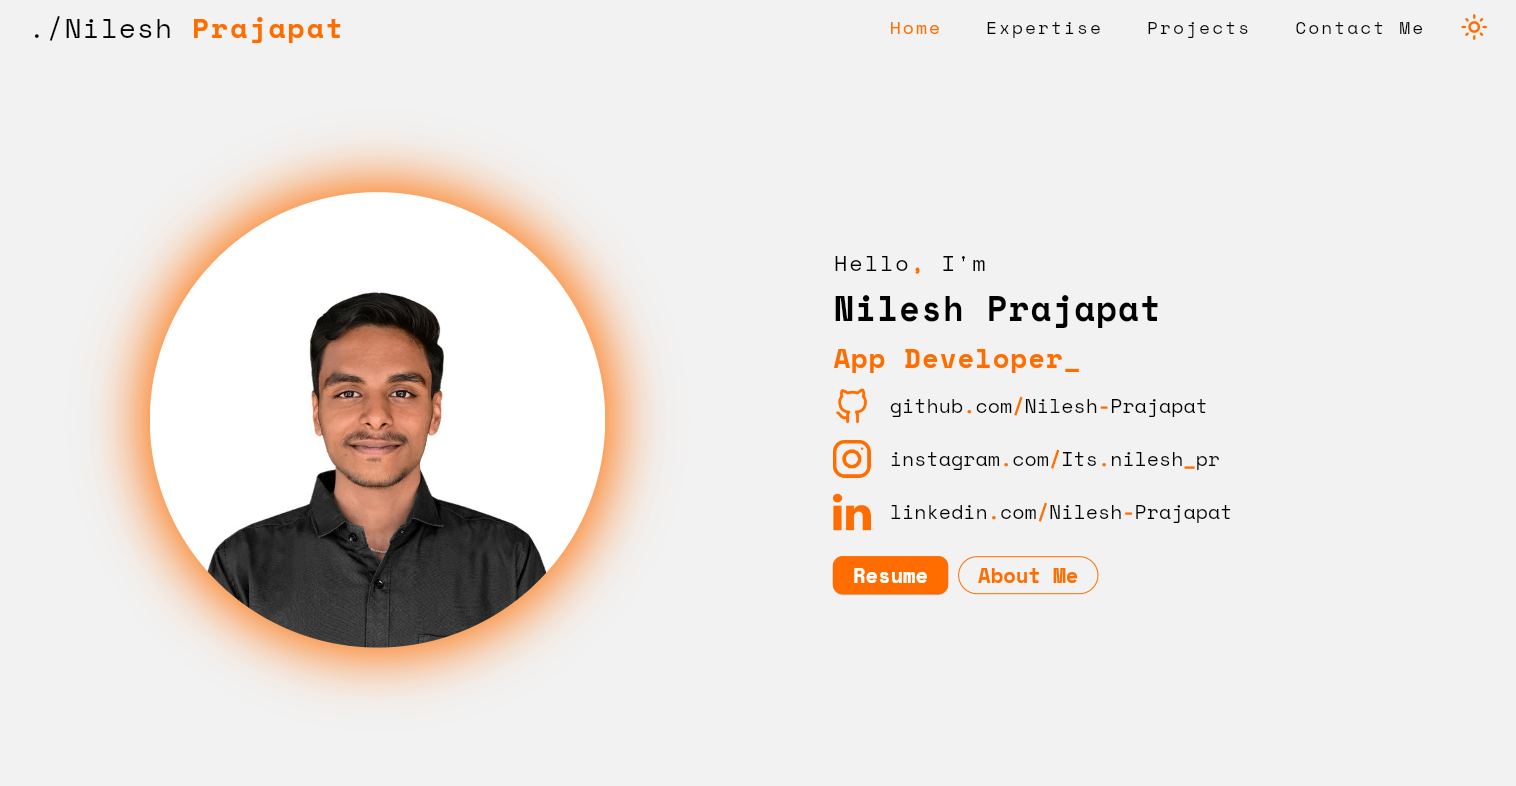 ./Nilesh Prajapat
Home Expertise Projects Contact Me
Hello, I'm
Nilesh Prajapat
App Developer_
github.com/Nilesh-Prajapat
instagram.com/Its.nilesh_pr
linkedin.com/Nilesh-Prajapat
Resume About Me